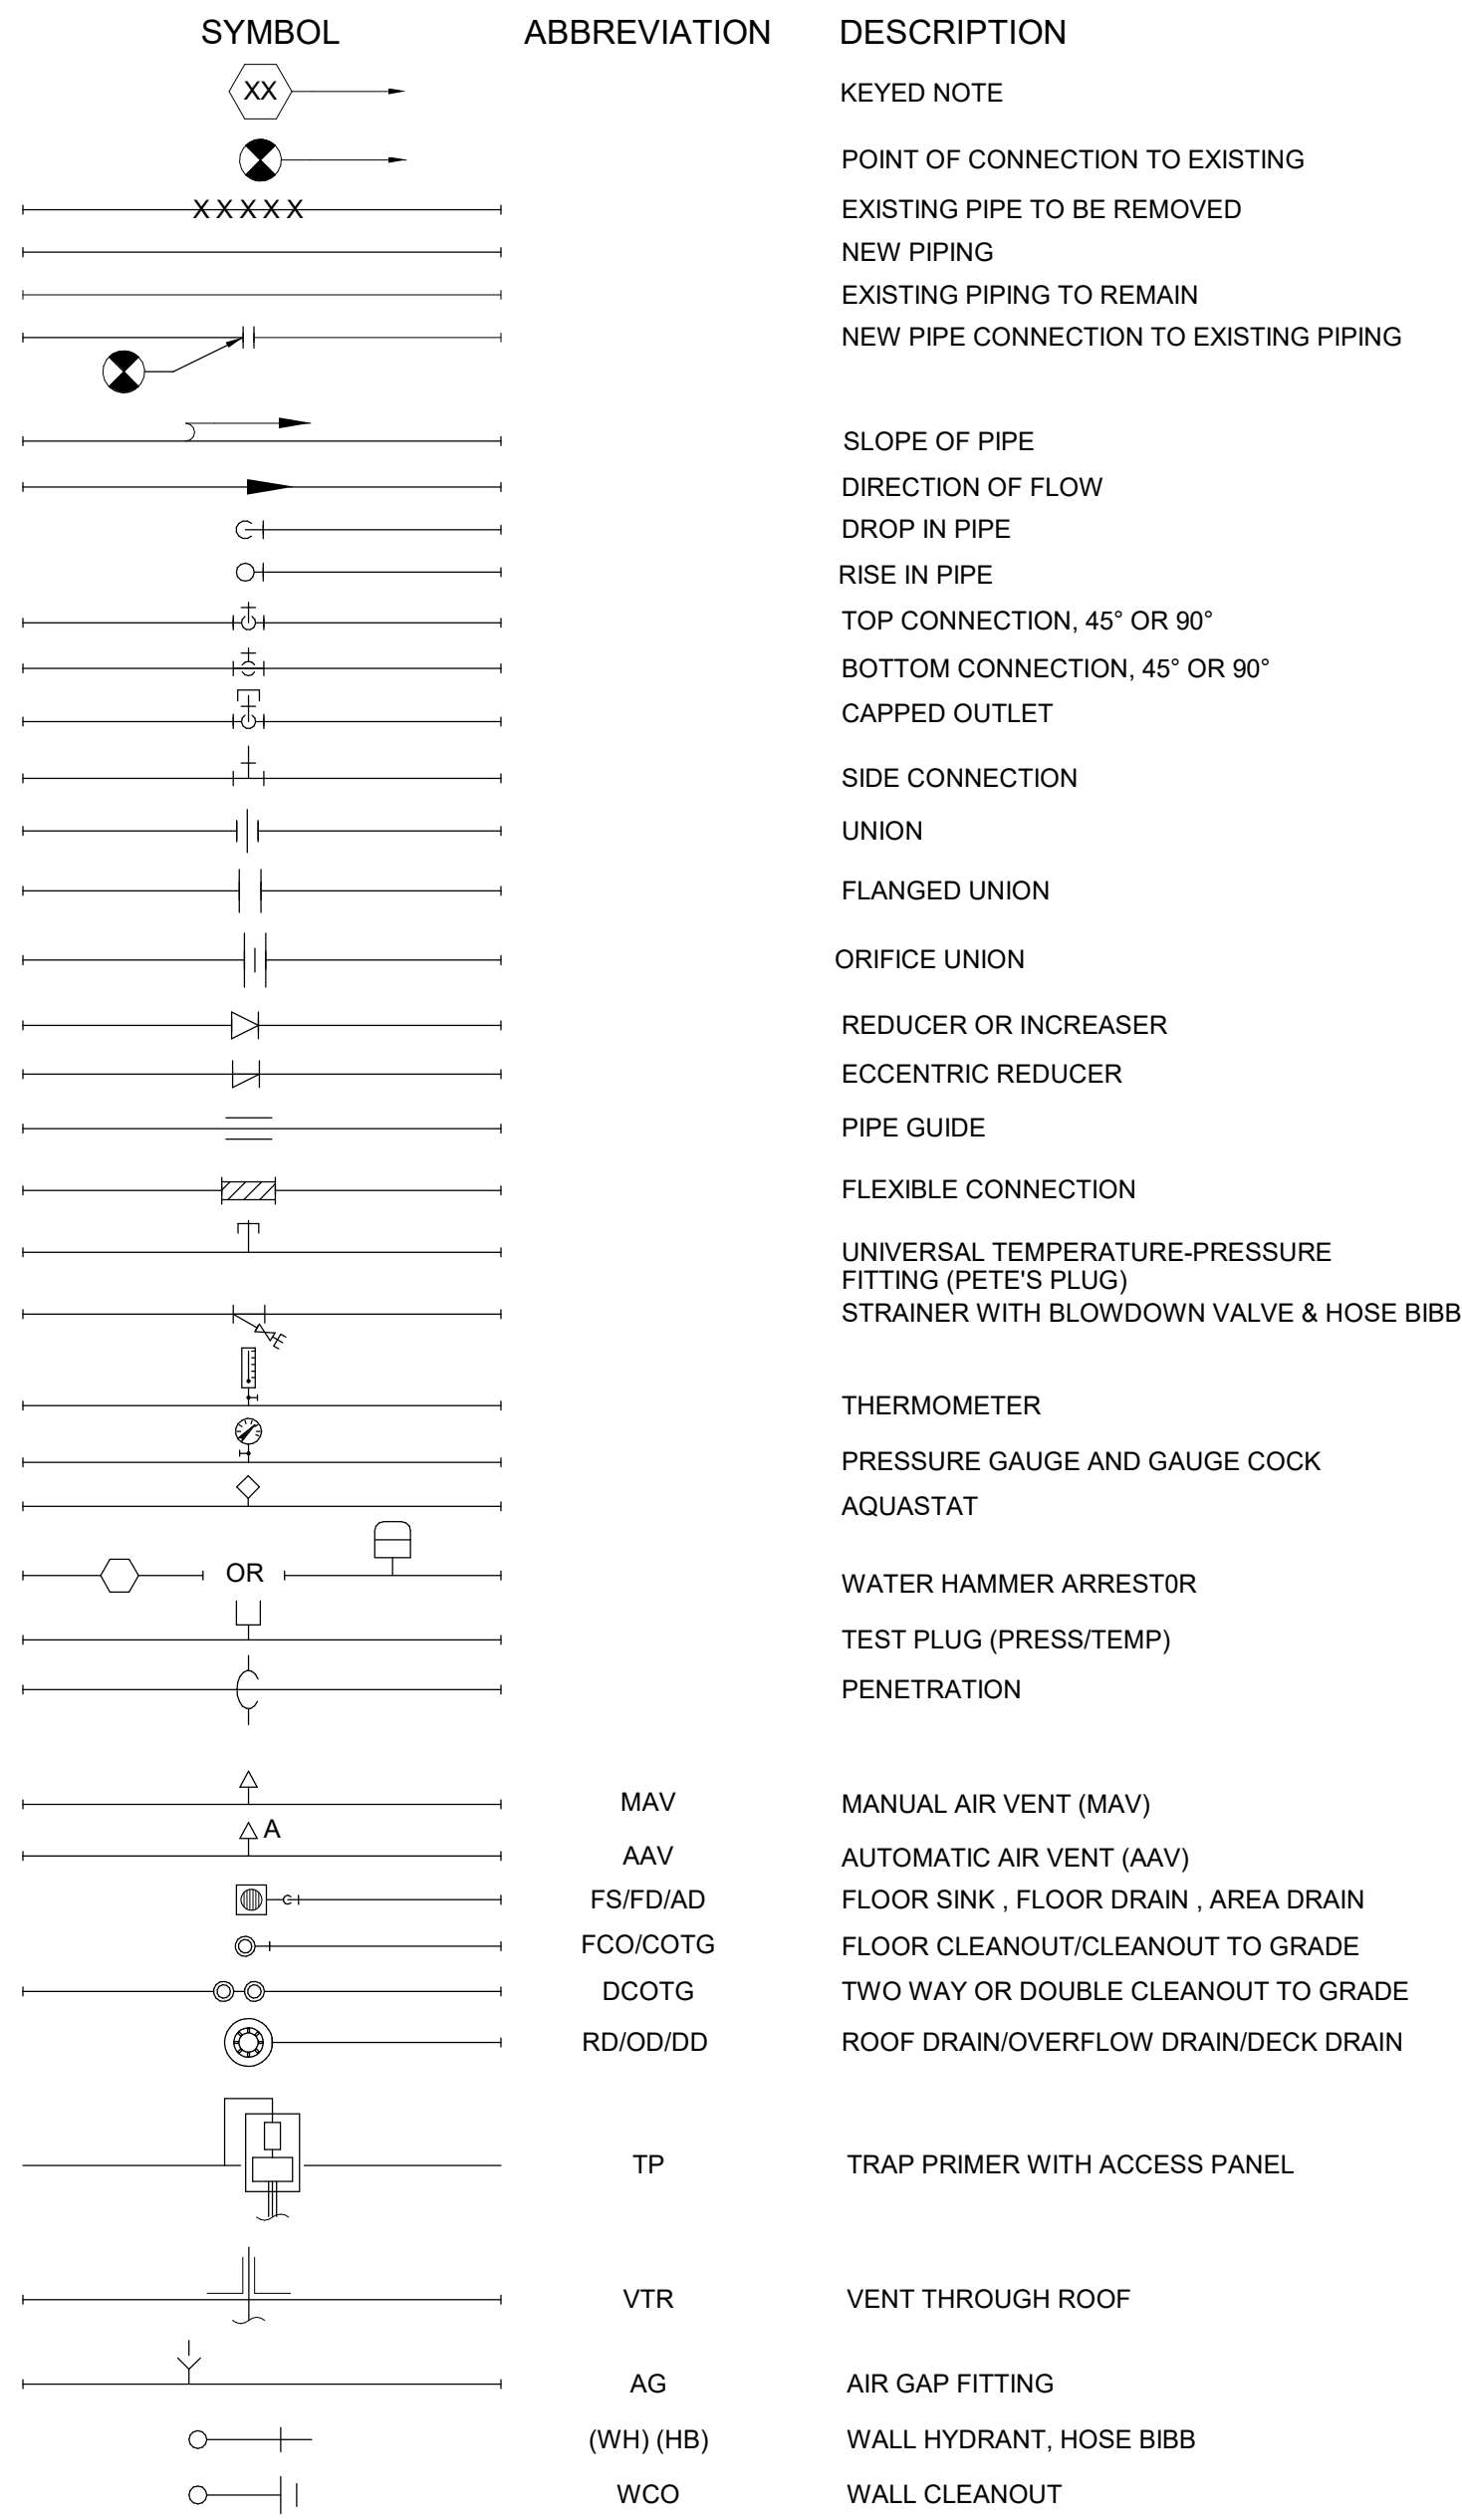 SYMBOL ABBREVIATION DESCRIPTION
XX KEYED NOTE
POINT OF CONNECTION TO EXISTING
X X X X X EXISTING PIPE TO BE REMOVED
NEW PIPING
EXISTING PIPING TO REMAIN
NEW PIPE CONNECTION TO EXISTING PIPING
SLOPE OF PIPE
DIRECTION OF FLOW
DROP IN PIPE
RISE IN PIPE
TOP CONNECTION, 45° OR 90°
BOTTOM CONNECTION, 45° OR 90°
CAPPED OUTLET
SIDE CONNECTION
UNION
FLANGED UNION
ORIFICE UNION
REDUCER OR INCREASER
ECCENTRIC REDUCER
PIPE GUIDE
FLEXIBLE CONNECTION
UNIVERSAL TEMPERATURE-PRESSURE
FITTING (PETE'S PLUG)
STRAINER WITH BLOWDOWN VALVE & HOSE BIBB
THERMOMETER
PRESSURE GAUGE AND GAUGE COCK
AQUASTAT
OR WATER HAMMER ARREST0R
TEST PLUG (PRESS/TEMP)
PENETRATION
MAV MANUAL AIR VENT (MAV)
A AAV AUTOMATIC AIR VENT (AAV)
FS/FD/AD FLOOR SINK , FLOOR DRAIN , AREA DRAIN
FCO/COTG FLOOR CLEANOUT/CLEANOUT TO GRADE
DCOTG TWO WAY OR DOUBLE CLEANOUT TO GRADE
RD/OD/DD ROOF DRAIN/OVERFLOW DRAIN/DECK DRAIN
TP TRAP PRIMER WITH ACCESS PANEL
VTR VENT THROUGH ROOF
AG AIR GAP FITTING
(WH) (HB) WALL HYDRANT, HOSE BIBB
WCO WALL CLEANOUT